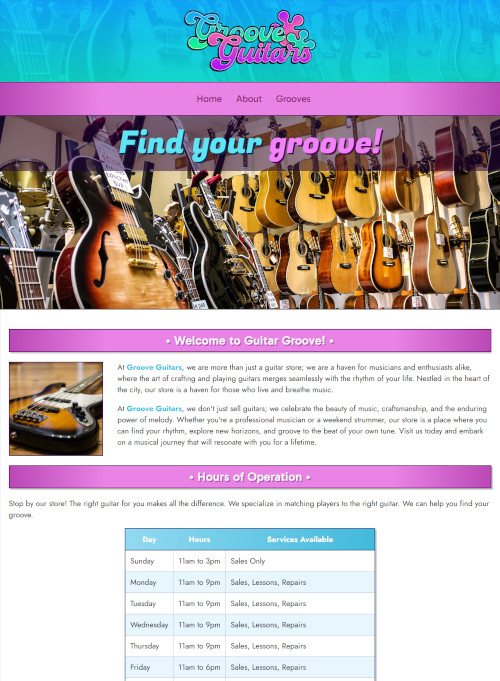 Groove
Guitars
Home About Grooves
Find your groove!
• Welcome to Guitar Groove! •
At Groove Guitars, we are more than just a guitar store; we are a haven for musicians and enthusiasts alike,
where the art of crafting and playing guitars merges seamlessly with the rhythm of your life. Nestled in the heart of
the city, our store is a haven for those who live and breathe music.
At Groove Guitars, we don't just sell guitars; we celebrate the beauty of music, craftsmanship, and the enduring
power of melody. Whether you're a professional musician or a weekend strummer, our store is a place where you
can find your rhythm, explore new horizons, and groove to the beat of your own tune. Visit us today and embark
on a musical journey that will resonate with you for a lifetime.
• Hours of Operation •
Stop by our store! The right guitar for you makes all the difference. We specialize in matching players to the right guitar. We can help you find your
groove.
Day Hours Services Available
Sunday 11am to 3pm Sales Only
Monday 11am to 9pm Sales, Lessons, Repairs
Tuesday 11am to 9pm Sales, Lessons, Repairs
Wednesday 11am to 9pm Sales, Lessons, Repairs
Thursday 11am to 9pm Sales, Lessons, Repairs
Friday 11am to 6pm Sales, Lessons, Repairs